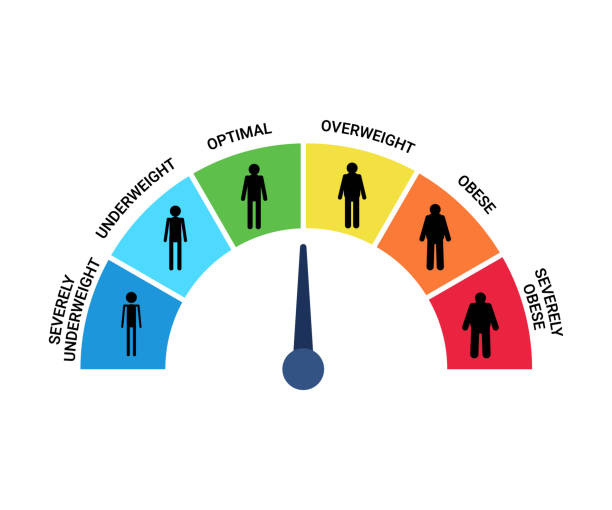 SEVERELY
UNDERWEIGHT
UNDERWEIGHT
OPTIMAL
OVERWEIGHT
OBESE
SEVERELY
OBESE